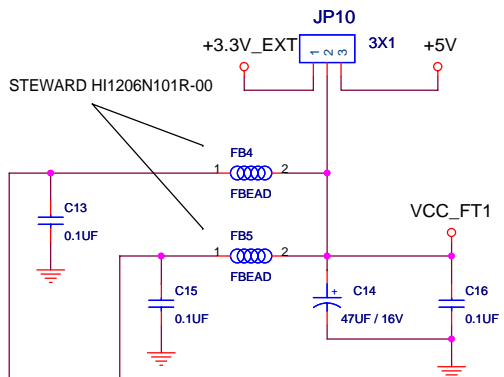 JP10
+3.3V_EXT
1 2 3
3X1
+5V
STEWARD HI1206N101R-00
FB4
1
2
FBEAD
C13
0.1UF
VCC_FT1
FB5
1
2
FBEAD
C15
0.1UF
+
C14
47UF / 16V
C16
0.1UF